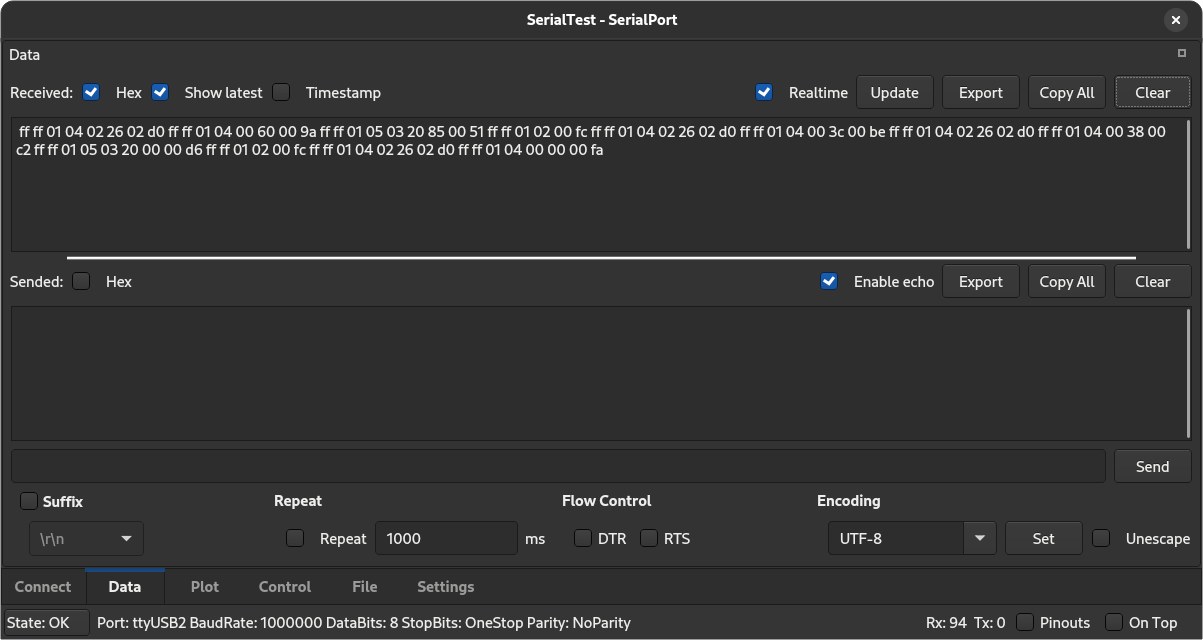 SerialTest - SerialPort
Data
Received: Hex Show latest Timestamp Realtime Update Export Copy All Clear
ff ff 01 04 02 26 02 d0 ff ff 01 04 00 60 00 9a ff ff 01 05 03 20 85 00 51 ff ff 01 02 00 fc ff ff 01 04 02 26 02 d0 ff ff 01 04 00 3c 00 be ff ff 01 04 02 26 02 d0 ff ff 01 04 00 38 00
c2 ff ff 01 05 03 20 00 00 d6 ff ff 01 02 00 fc ff ff 01 04 02 26 02 d0 ff ff 01 04 00 00 00 fa
Sended: Hex Enable echo Export Copy All Clear
Send
Suffix Repeat Flow Control Encoding
\r\n Repeat 1000 ms DTR RTS UTF-8 Set Unescape
Connect Data Plot Control File Settings
State: OK Port: ttyUSB2 BaudRate: 1000000 DataBits: 8 StopBits: OneStop Parity: NoParity Rx: 94 Tx: 0 Pinouts On Top